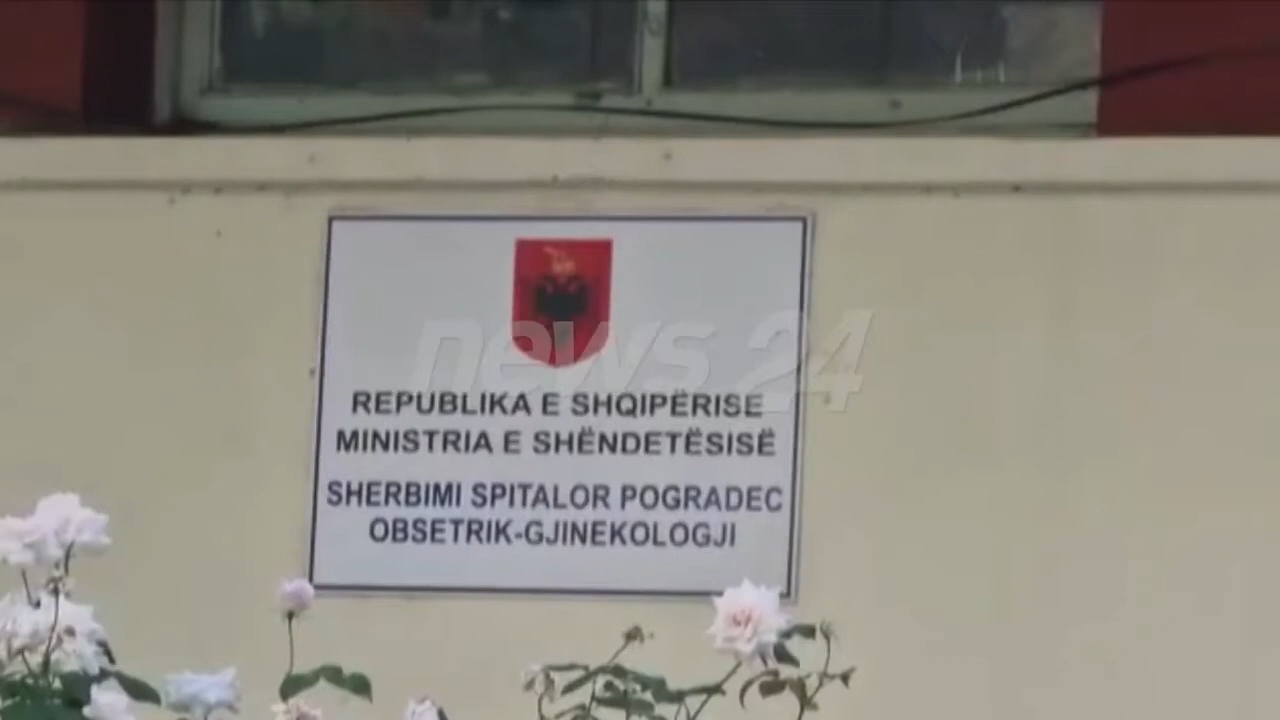 news 24
REPUBLIKA E SHQIPËRISE
MINISTRIA E SHËNDETËSISË
SHERBIMI SPITALOR POGRADEC
OBSETRIK-GJINEKOLOGJI